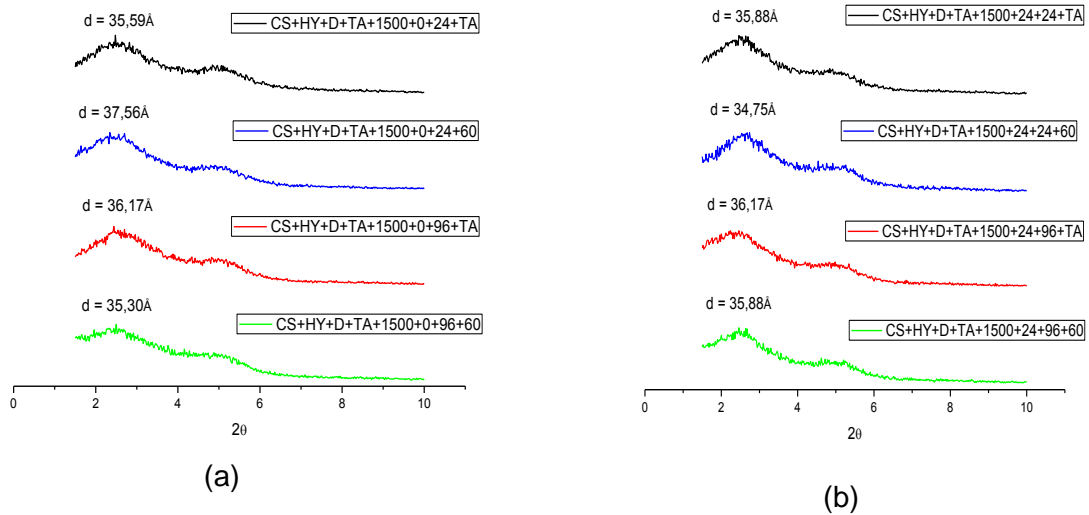 d = 35,59Å
CS+HY+D+TA+1500+0+24+TA
d = 37,56Å
CS+HY+D+TA+1500+0+24+60
d = 36,17Å
CS+HY+D+TA+1500+0+96+TA
d = 35,30Å
CS+HY+D+TA+1500+0+96+60
0 2 4 6 8 10
2θ
(a)
d = 35,88Å
CS+HY+D+TA+1500+24+24+TA
d = 34,75Å
CS+HY+D+TA+1500+24+24+60
d = 36,17Å
CS+HY+D+TA+1500+24+96+TA
d = 35,88Å
CS+HY+D+TA+1500+24+96+60
0 2 4 6 8 10
2θ
(b)